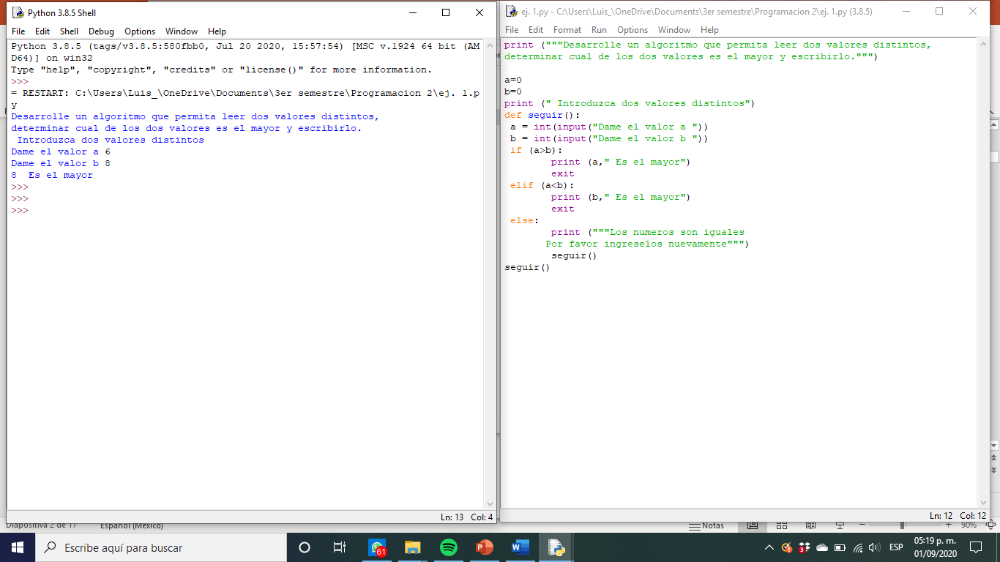 Python 3.8.5 Shell
File Edit Shell Debug Options Window Help
Python 3.8.5 (tags/v3.8.5:580fbb0, Jul 20 2020, 15:57:54) [MSC v.1924 64 bit (AM
D64)] on win32
Type "help", "copyright", "credits" or "license()" for more information.
>>>
= RESTART: C:\Users\Luis_\OneDrive\Documents\3er semestre\Programacion 2\ej. 1.p
y
Desarrolle un algoritmo que permita leer dos valores distintos,
determinar cual de los dos valores es el mayor y escribirlo.
 Introduzca dos valores distintos
Dame el valor a 6
Dame el valor b 8
8  Es el mayor
>>>
>>>
>>>
Ln: 13 Col: 4
ej. 1.py - C:\Users\Luis_\OneDrive\Documents\3er semestre\Programacion 2\ej. 1.py (3.8.5)
File Edit Format Run Options Window Help
print ("""Desarrolle un algoritmo que permita leer dos valores distintos,
determinar cual de los dos valores es el mayor y escribirlo.""")
a=0
b=0
print (" Introduzca dos valores distintos")
def seguir():
 a = int(input("Dame el valor a "))
 b = int(input("Dame el valor b "))
 if (a>b):
        print (a," Es el mayor")
        exit
 elif (a<b):
        print (b," Es el mayor")
        exit
 else:
        print ("""Los numeros son iguales
       Por favor ingreselos nuevamente""")
        seguir()
seguir()
Ln: 12 Col: 12
Diapositiva 2 de 17 Español (México) Notas 90%
Escribe aquí para buscar
61
3
ESP
05:19 p. m.
01/09/2020